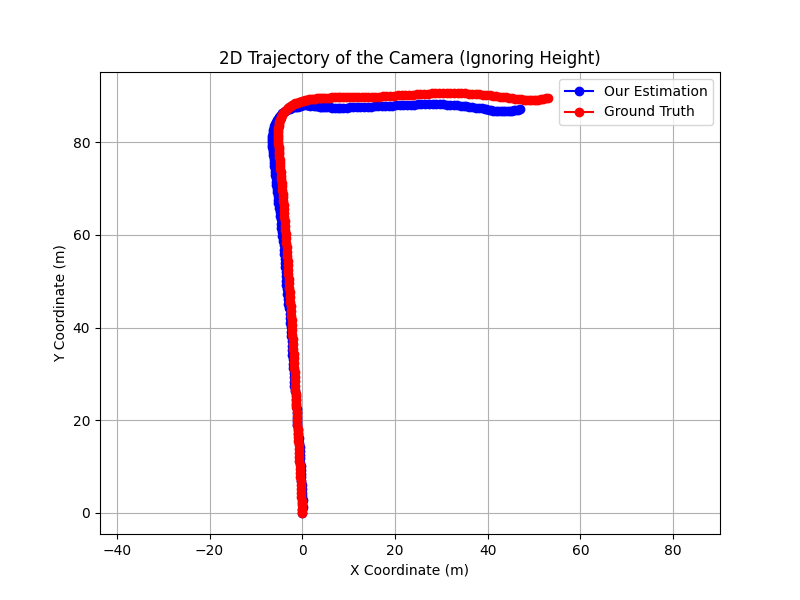 2D Trajectory of the Camera (Ignoring Height)
Our Estimation
Ground Truth
80
60
40
20
0
Y Coordinate (m)
−40 −20 0 20 40 60 80
X Coordinate (m)